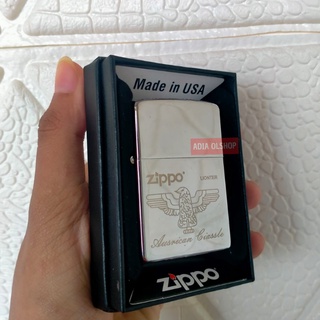 Made in USA
ADIA OLSHOP
zippo
American Classic
zippo